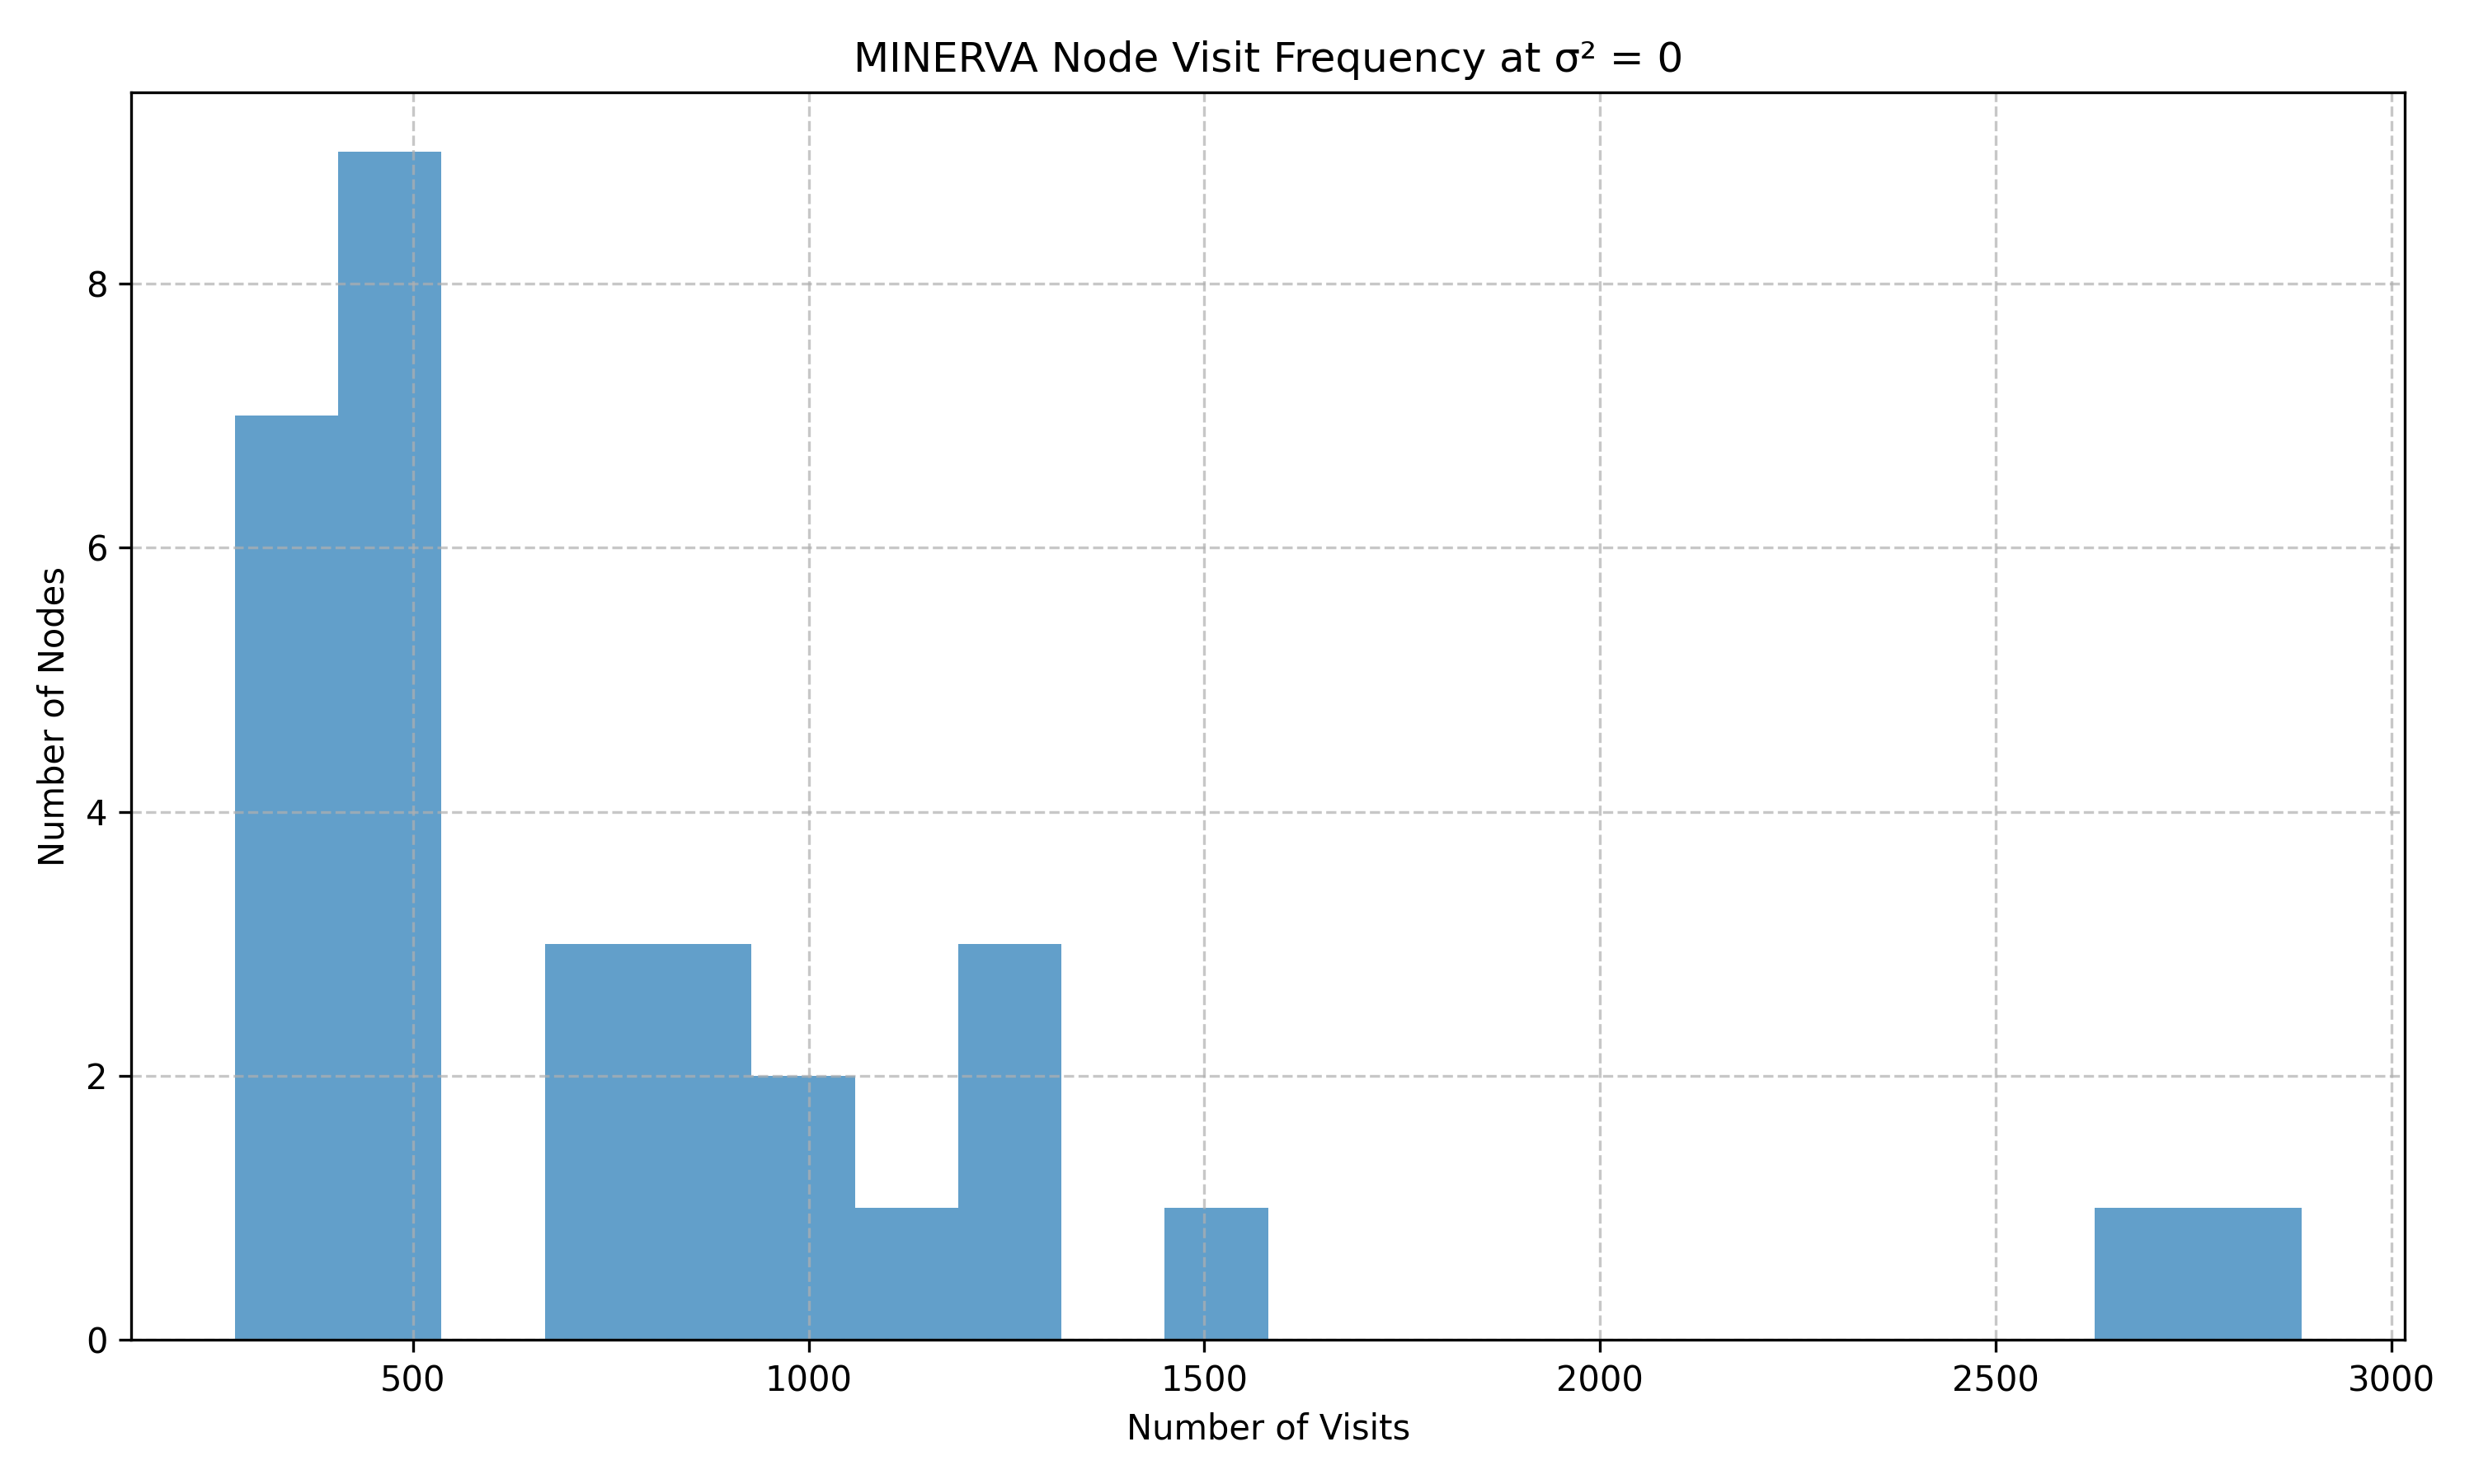 MINERVA Node Visit Frequency at σ² = 0
Number of Nodes
8
6
4
2
0
500 1000 1500 2000 2500 3000
Number of Visits